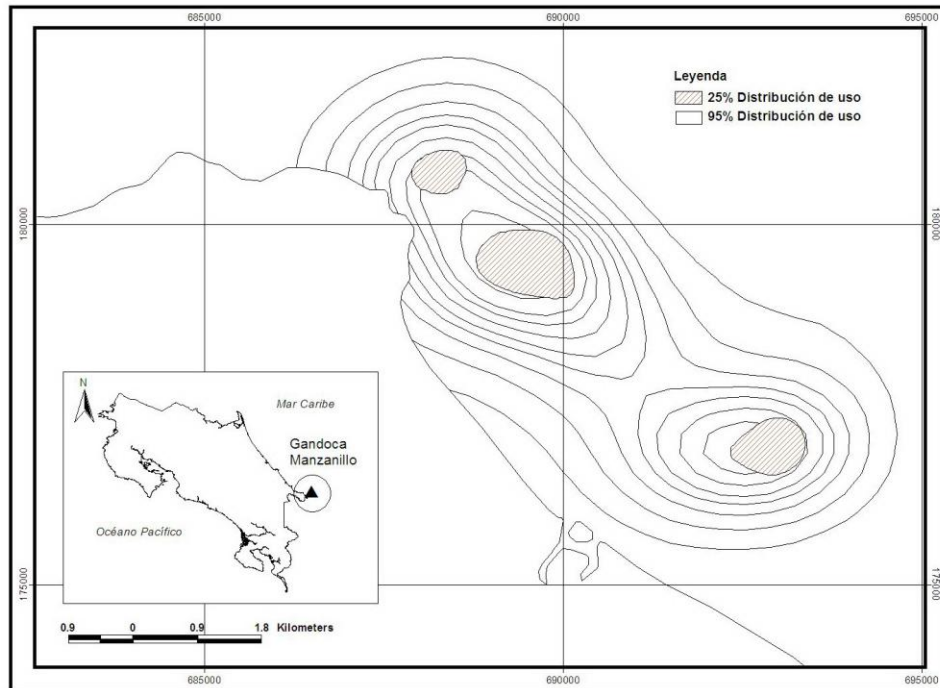 685000
690000
695000
Leyenda
25% Distribución de uso
95% Distribución de uso
180000
180000
N
Mar Caribe
Gandoca
Manzanillo
Océano Pacífico
175000
175000
0.9 0 0.9 1.8 Kilometers
685000
690000
695000